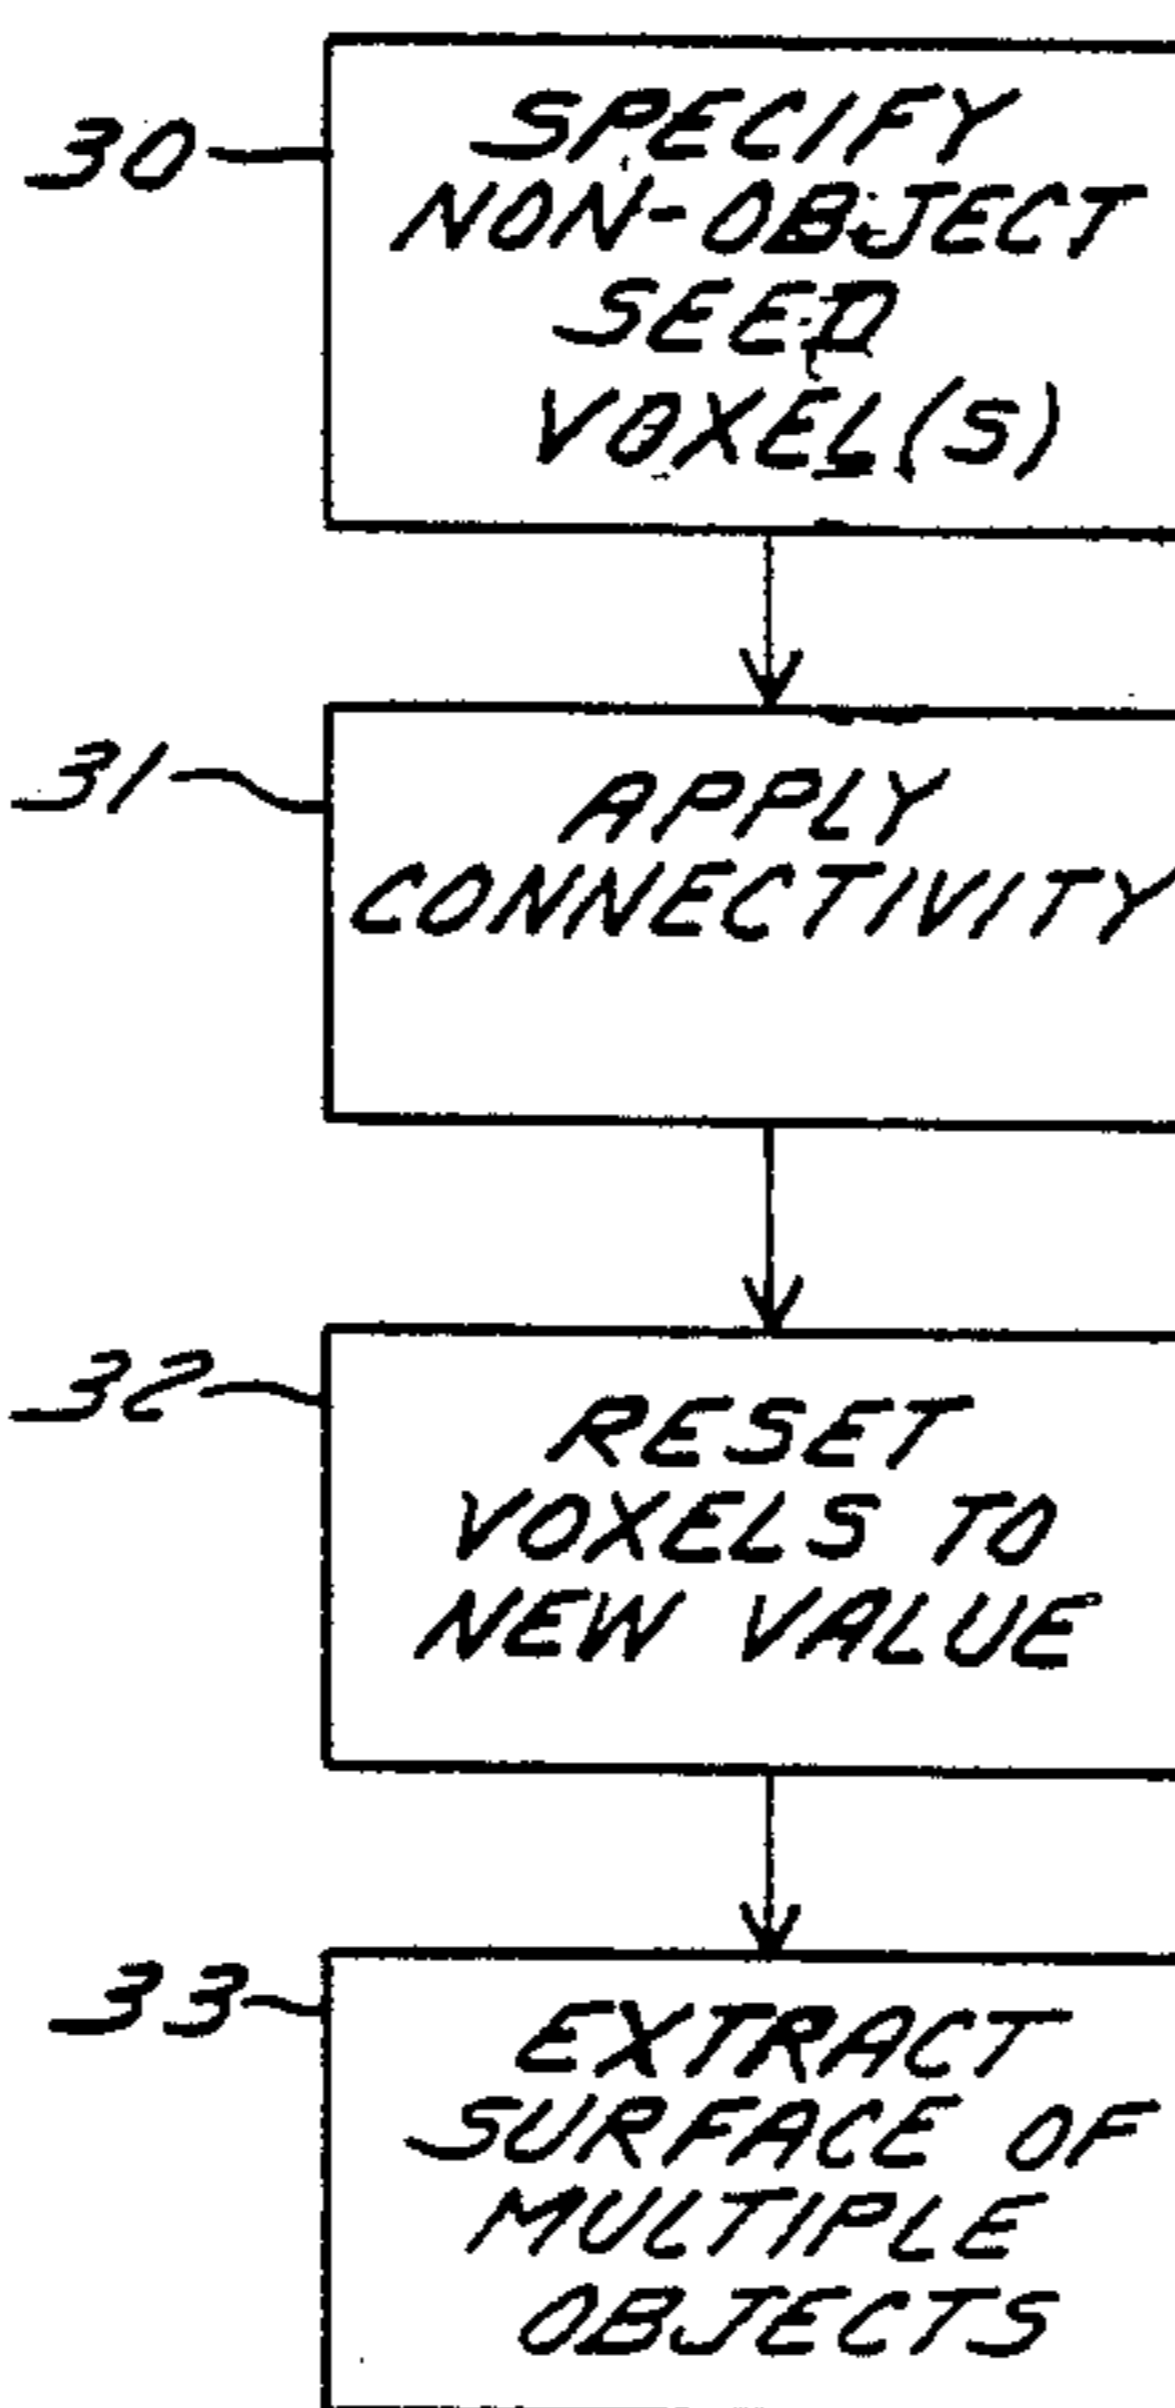 30
SPECIFY
NON-OBJECT
SEED
VOXEL(S)
31
APPLY
CONNECTIVITY
32
RESET
VOXELS TO
NEW VALUE
33
EXTRACT
SURFACE OF
MULTIPLE
OBJECTS